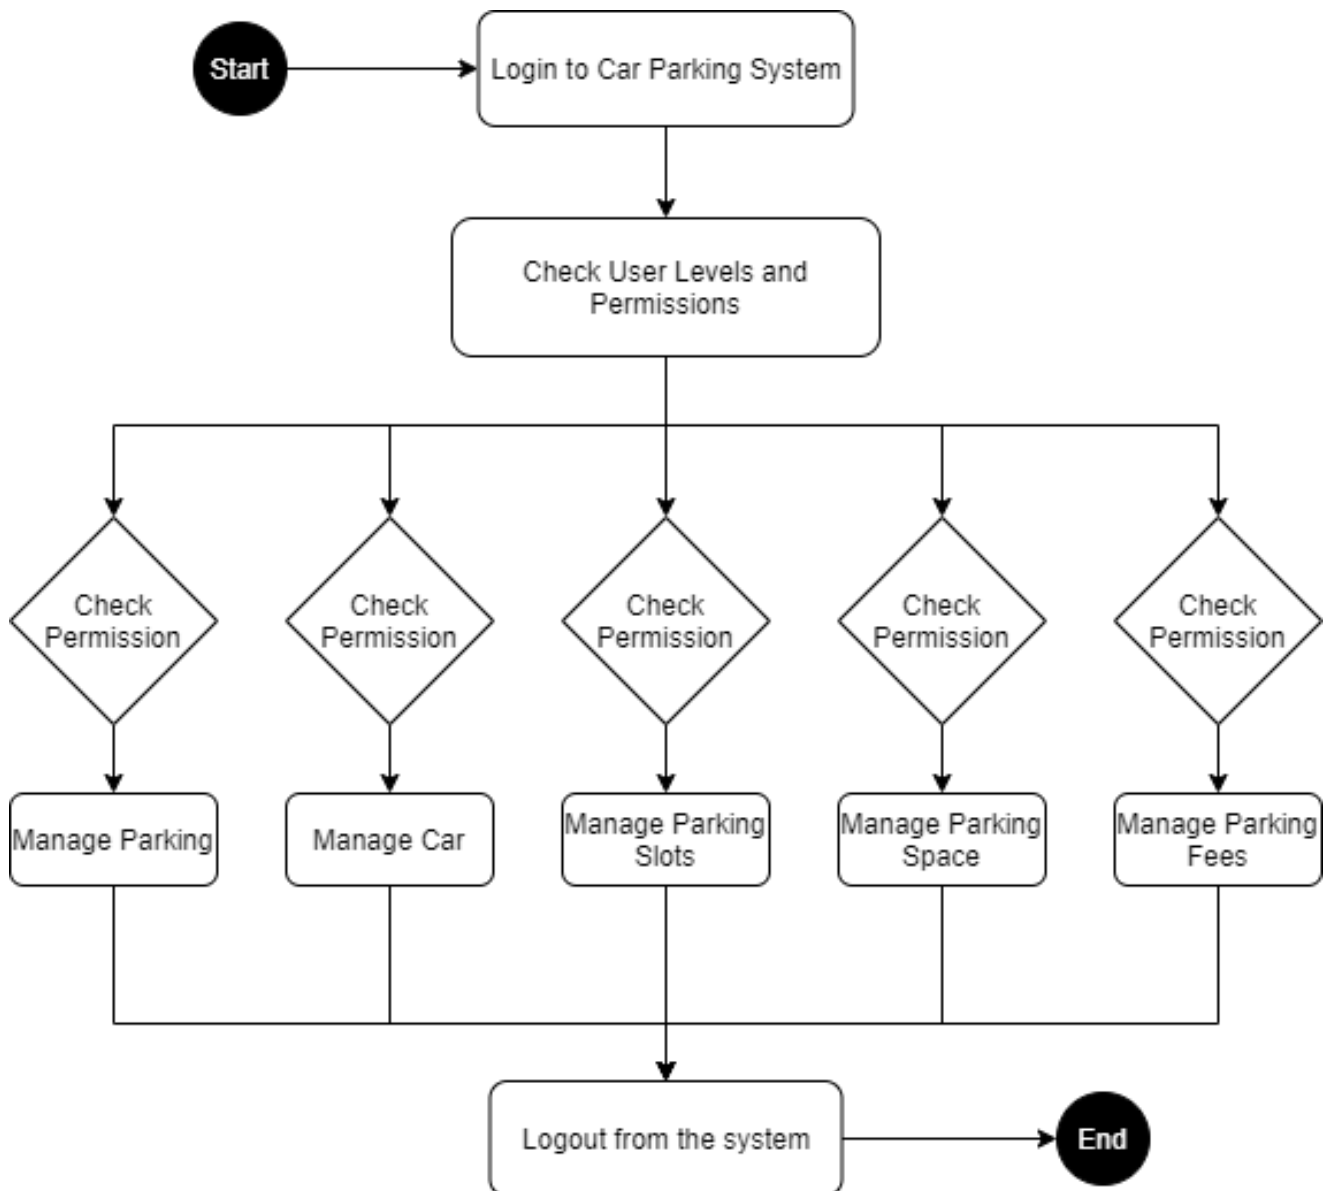 Start
Login to Car Parking System
Check User Levels and
Permissions
Check
Permission
Check
Permission
Check
Permission
Check
Permission
Check
Permission
Manage Parking
Manage Car
Manage Parking
Slots
Manage Parking
Space
Manage Parking
Fees
Logout from the system
End